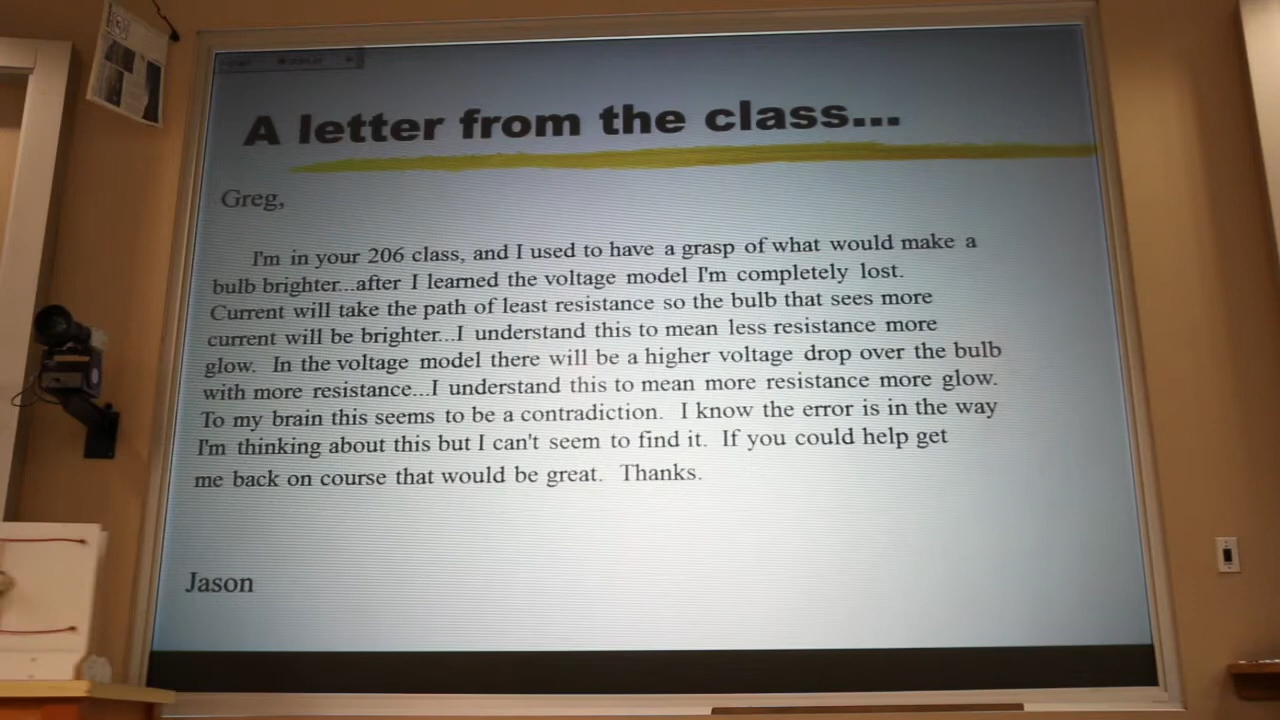 A letter from the class...
Greg,
I'm in your 206 class, and I used to have a grasp of what would make a
bulb brighter...after I learned the voltage model I'm completely lost.
Current will take the path of least resistance so the bulb that sees more
current will be brighter...I understand this to mean less resistance more
glow. In the voltage model there will be a higher voltage drop over the bulb
with more resistance...I understand this to mean more resistance more glow.
To my brain this seems to be a contradiction. I know the error is in the way
I'm thinking about this but I can't seem to find it. If you could help get
me back on course that would be great. Thanks.
Jason